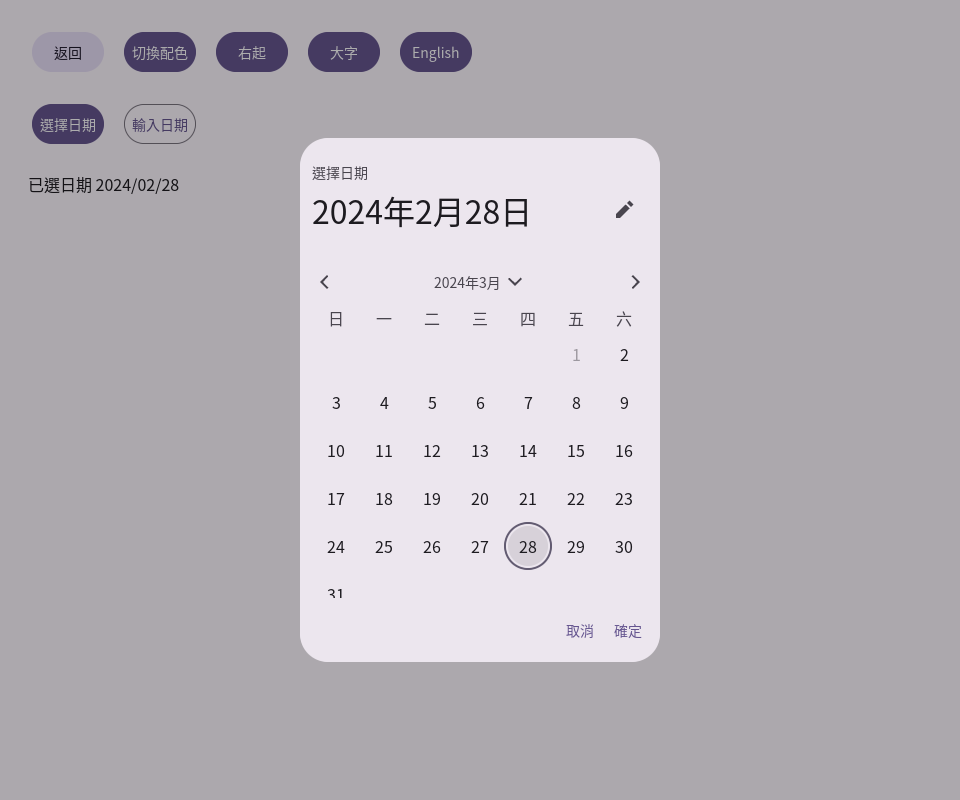 返回 切換配色 右起 大字 English
選擇日期 輸入日期
已選日期 2024/02/28
選擇日期
2024年2月28日
2024年3月
日 一 二 三 四 五 六
1 2
3 4 5 6 7 8 9
10 11 12 13 14 15 16
17 18 19 20 21 22 23
24 25 26 27 28 29 30
31
取消 確定